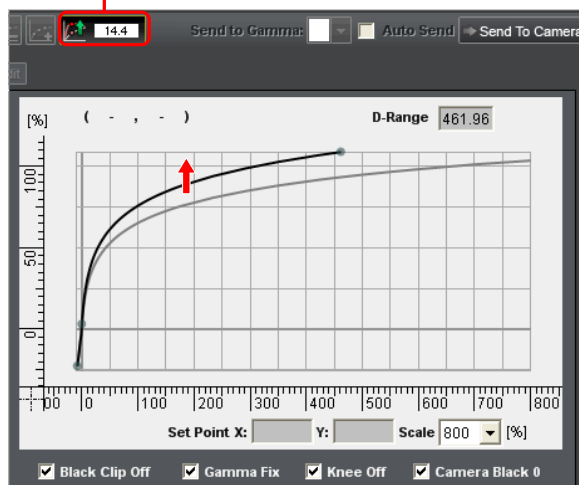 14.4 Send to Gamma: Auto Send Send To Camera
dit
[%] ( - , - ) D-Range 461.96
100
50
0
00 0 100 200 300 400 500 600 700 800
Set Point X: Y: Scale 800 [%]
Black Clip Off Gamma Fix Knee Off Camera Black 0